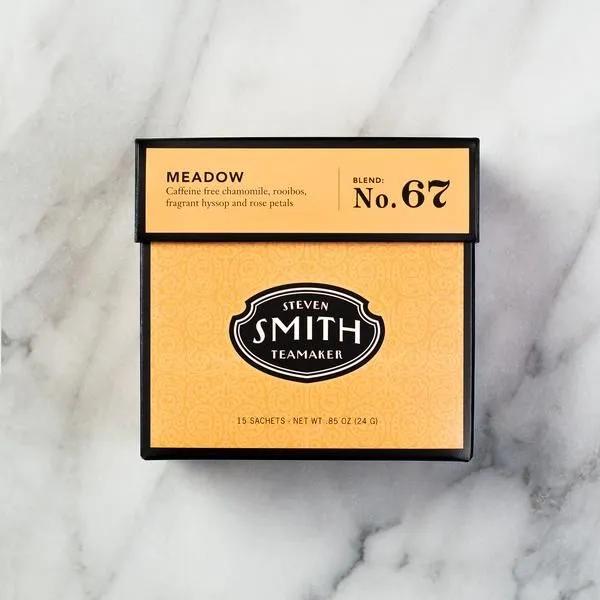 MEADOW
Caffeine free chamomile, rooibos,
fragrant hyssop and rose petals
BLEND:
No. 67
STEVEN
SMITH
TEAMAKER
15 SACHETS - NET WT .85 OZ (24 G)